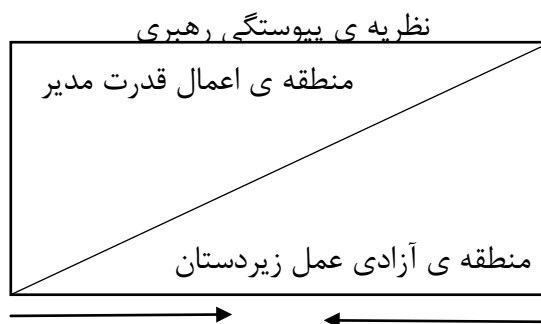 نظریه ی پیوستگی رهبری
منطقه ی اعمال قدرت مدیر
منطقه ی آزادی عمل زیردستان